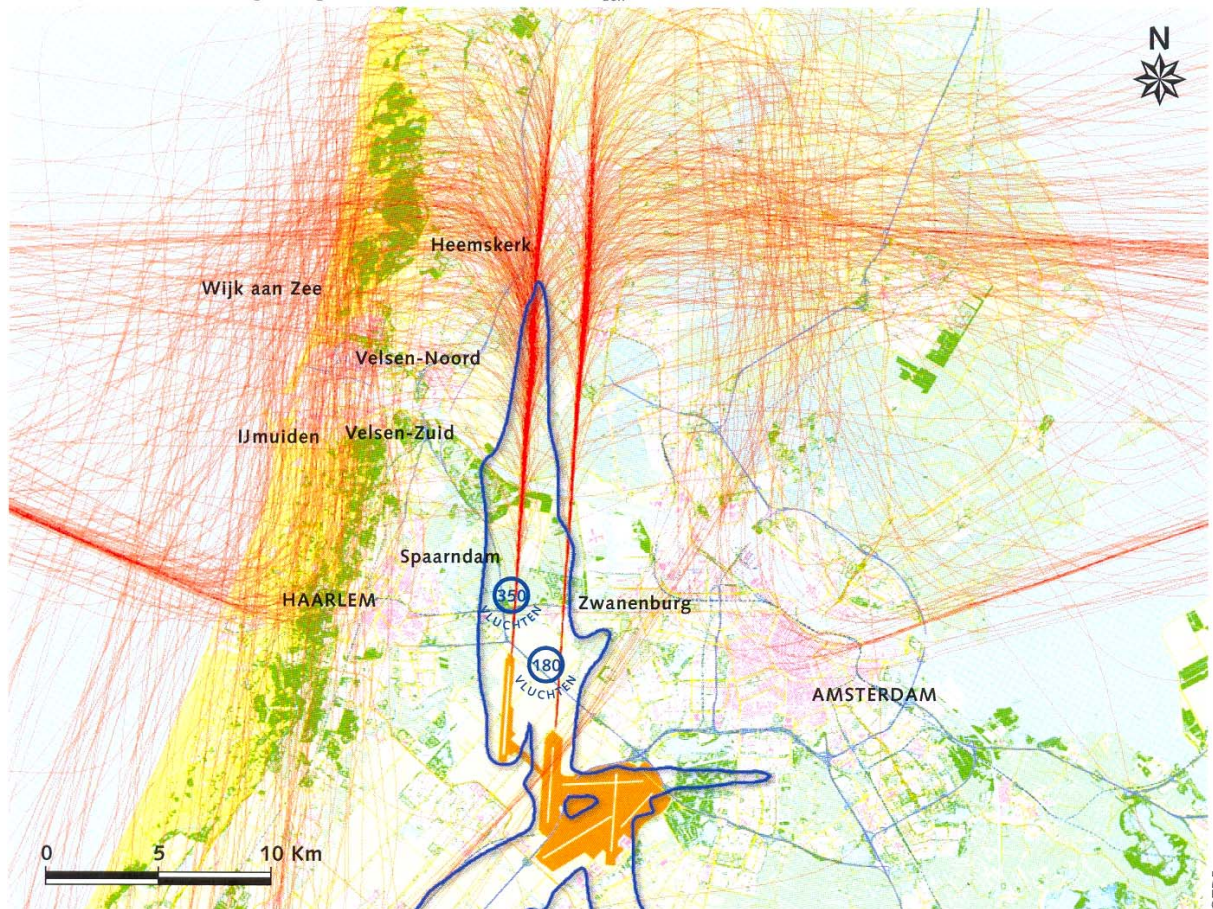 N
Heemskerk
Wijk aan Zee
Velsen-Noord
IJmuiden
Velsen-Zuid
Spaarndam
350
VLUCHTEN
HAARLEM
Zwanenburg
180
VLUCHTEN
AMSTERDAM
0 5 10 Km